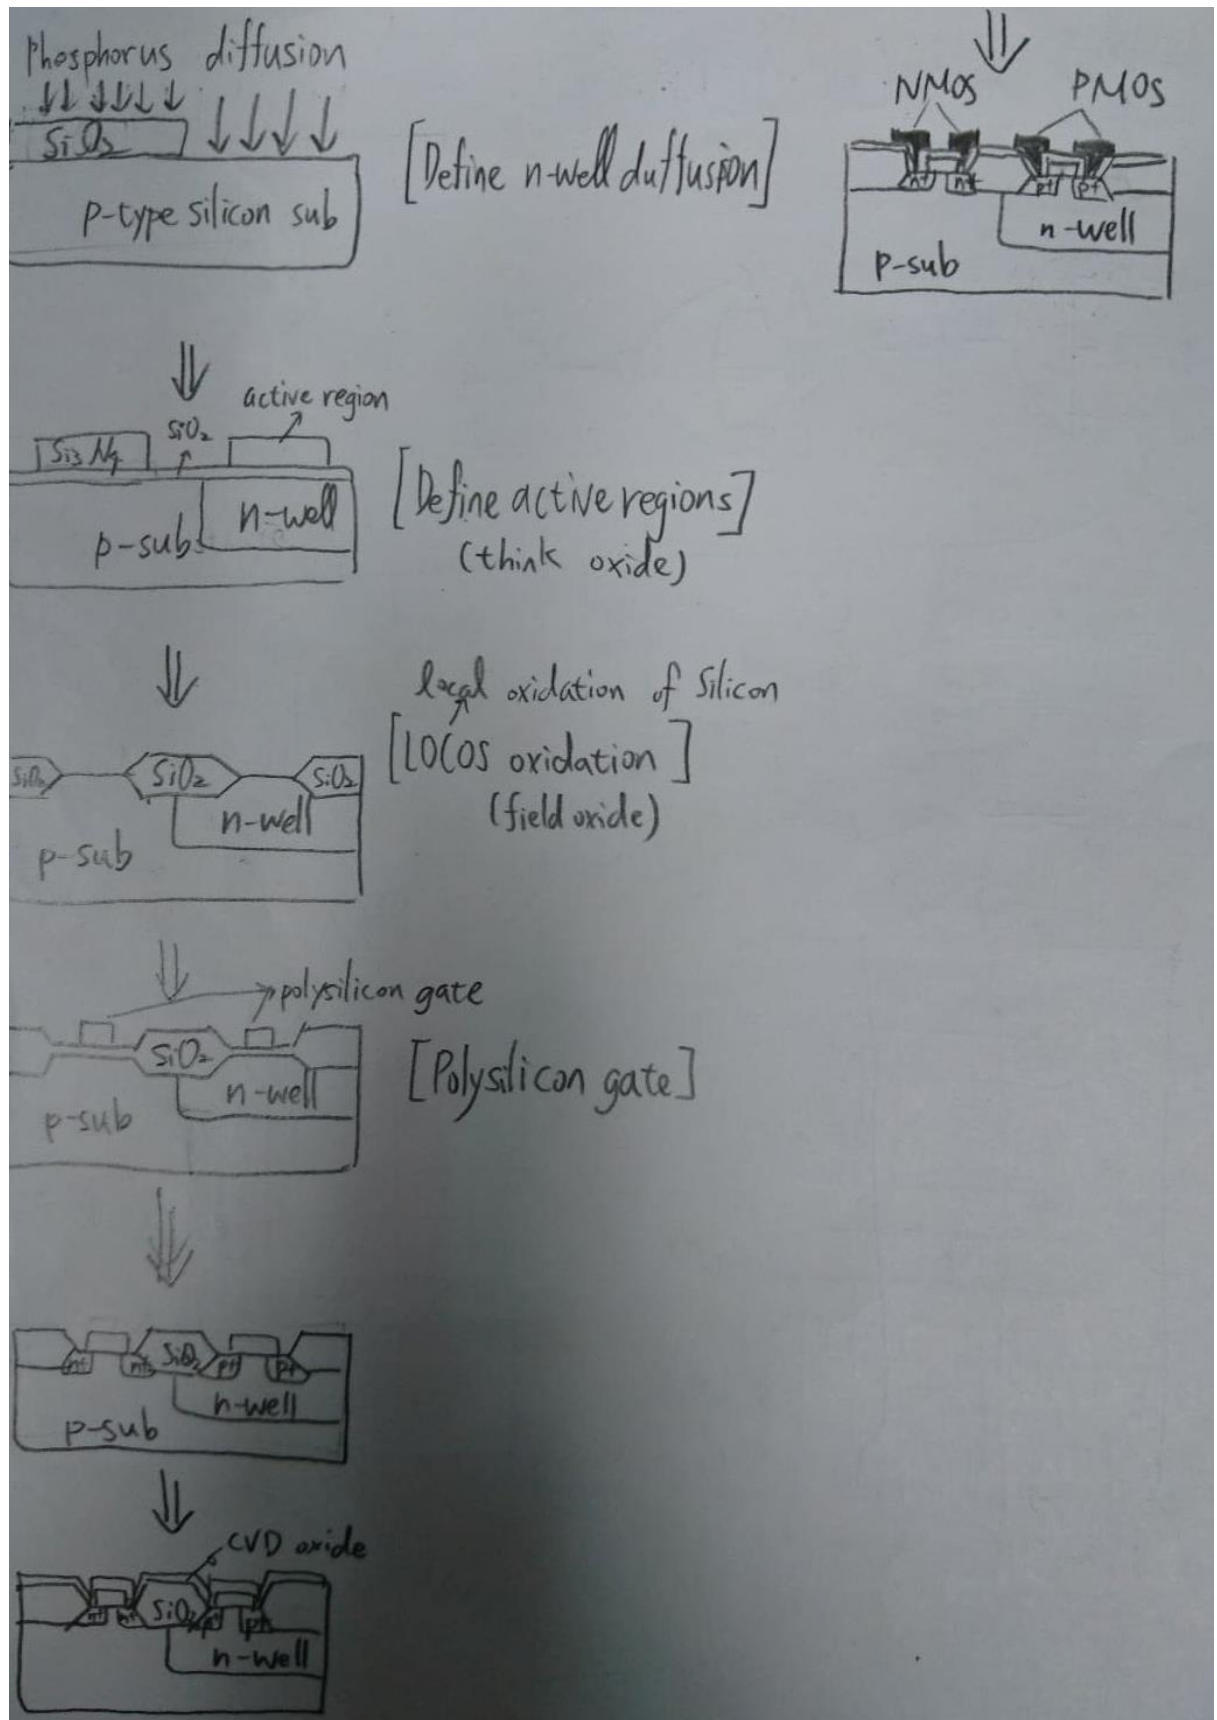 Phosphorus diffusion
SiO2
p-type silicon sub
[Define n-well duffusion]
active region
SiO2
Si3N4
n-well
p-sub
[Define active regions]
(think oxide)
local oxidation of Silicon
[LOCOS oxidation]
(field oxide)
SiO2
SiO2
SiO2
n-well
p-sub
polysilicon gate
SiO2
n-well
p-sub
[Polysilicon gate]
n+
n+
SiO2
p+
p+
n-well
p-sub
CVD oxide
n+
n+
SiO2
p+
p+
n-well
NMOS
PMOS
n+
n+
p+
p+
n-well
p-sub